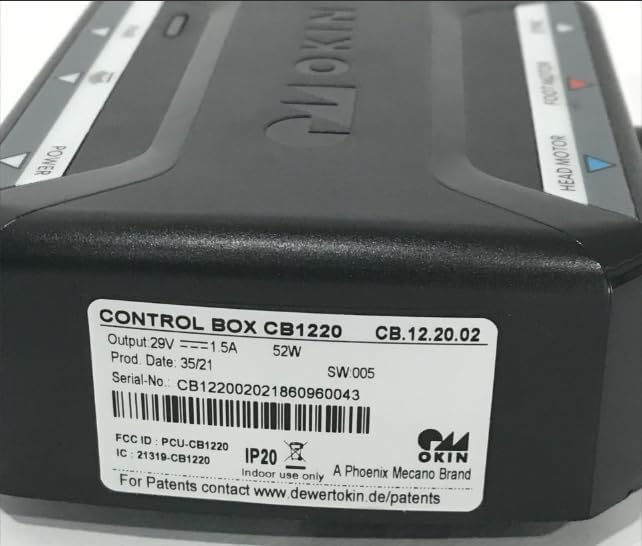 OKIN
POWER
SYNC
FOOT MOTOR
HEAD MOTOR
CONTROL BOX CB1220 CB.12.20.02
Output:29V 1.5A 52W
Prod. Date: 35/21 SW:005
Serial-No.: CB122002021860960043
FCC ID : PCU-CB1220
IC : 21319-CB1220
IP20
Indoor use only
OKIN
A Phoenix Mecano Brand
For Patents contact www.dewertokin.de/patents